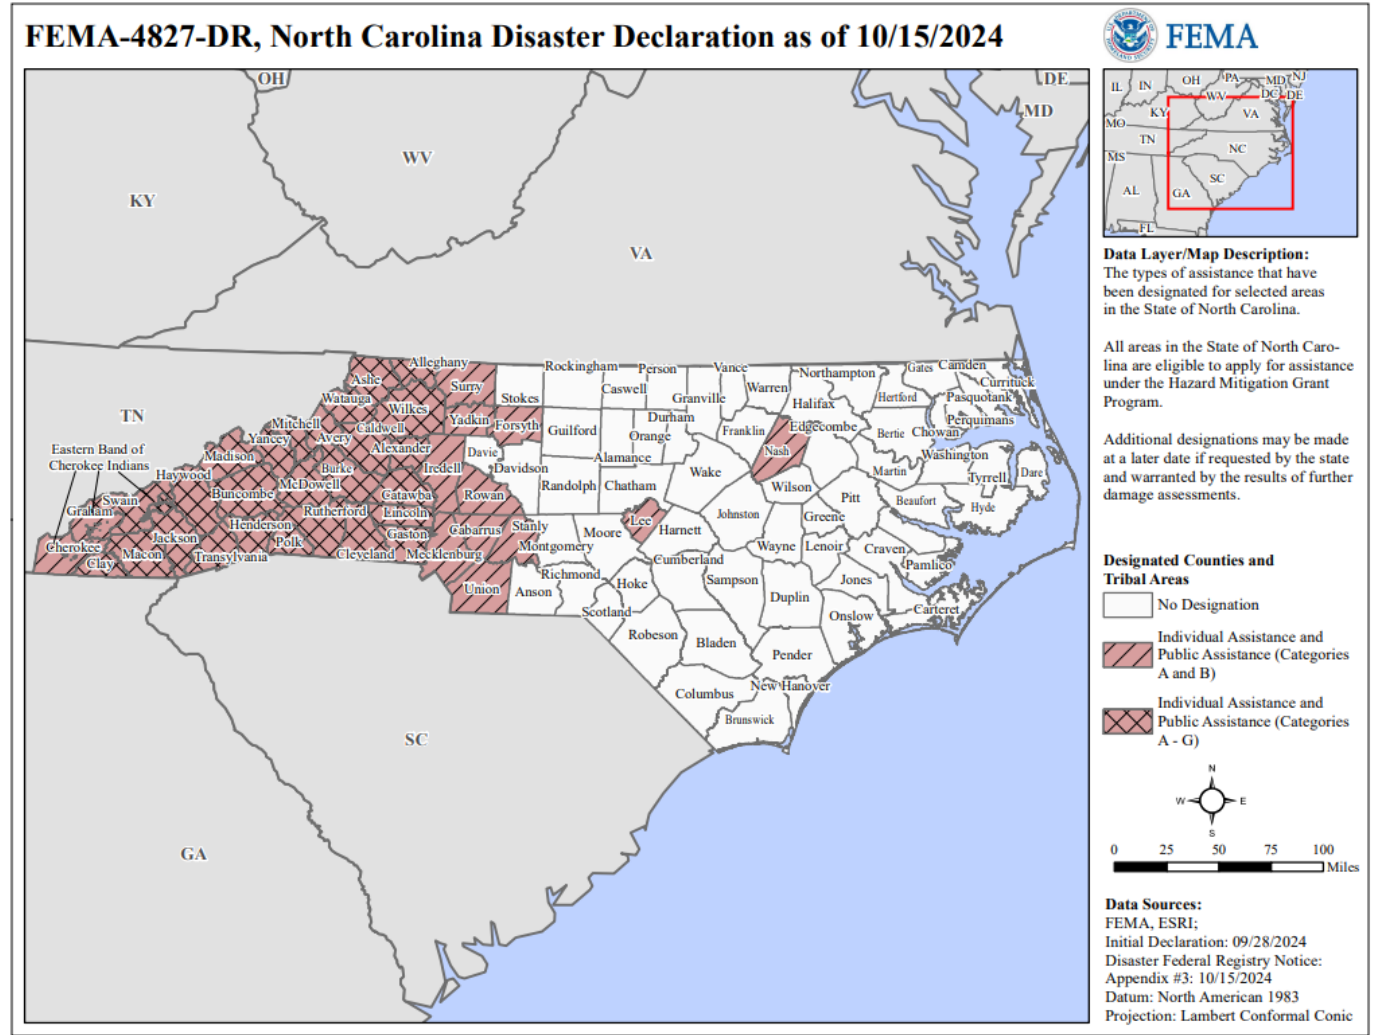 FEMA-4827-DR, North Carolina Disaster Declaration as of 10/15/2024
FEMA
OH
DE
MD
WV
KY
VA
TN
SC
GA
IL
IN
OH
PA
MD
NJ
WV
DC
DE
KY
VA
MO
TN
NC
MS
SC
AL
GA
FL
Alleghany
Rockingham
Person
Vance
Northampton
Gates
Camden
Ashe
Surry
Stokes
Caswell
Granville
Warren
Halifax
Hertford
Currituck
Pasquotank
Watauga
Wilkes
Yadkin
Forsyth
Guilford
Durham
Orange
Franklin
Edgecombe
Bertie
Chowan
Perquimans
Mitchell
Caldwell
Avery
Yancey
Alexander
Davie
Alamance
Nash
Washington
Eastern Band of
Cherokee Indians
Madison
Haywood
Burke
Iredell
Davidson
Randolph
Chatham
Wake
Wilson
Martin
Tyrrell
Dare
Swain
Buncombe
McDowell
Catawba
Rowan
Pitt
Beaufort
Hyde
Graham
Henderson
Rutherford
Lincoln
Cabarrus
Stanly
Moore
Lee
Harnett
Johnston
Greene
Cherokee
Jackson
Polk
Gaston
Montgomery
Wayne
Lenoir
Craven
Pamlico
Clay
Macon
Transylvania
Cleveland
Mecklenburg
Richmond
Cumberland
Sampson
Jones
Union
Anson
Hoke
Duplin
Carteret
Scotland
Onslow
Robeson
Bladen
Pender
Columbus
New Hanover
Brunswick
Data Layer/Map Description:
The types of assistance that have
been designated for selected areas
in the State of North Carolina.
All areas in the State of North Caro-
lina are eligible to apply for assistance
under the Hazard Mitigation Grant
Program.
Additional designations may be made
at a later date if requested by the state
and warranted by the results of further
damage assessments.
Designated Counties and
Tribal Areas
No Designation
Individual Assistance and
Public Assistance (Categories
A and B)
Individual Assistance and
Public Assistance (Categories
A - G)
N
W
E
S
0 25 50 75 100
Miles
Data Sources:
FEMA, ESRI;
Initial Declaration: 09/28/2024
Disaster Federal Registry Notice:
Appendix #3: 10/15/2024
Datum: North American 1983
Projection: Lambert Conformal Conic